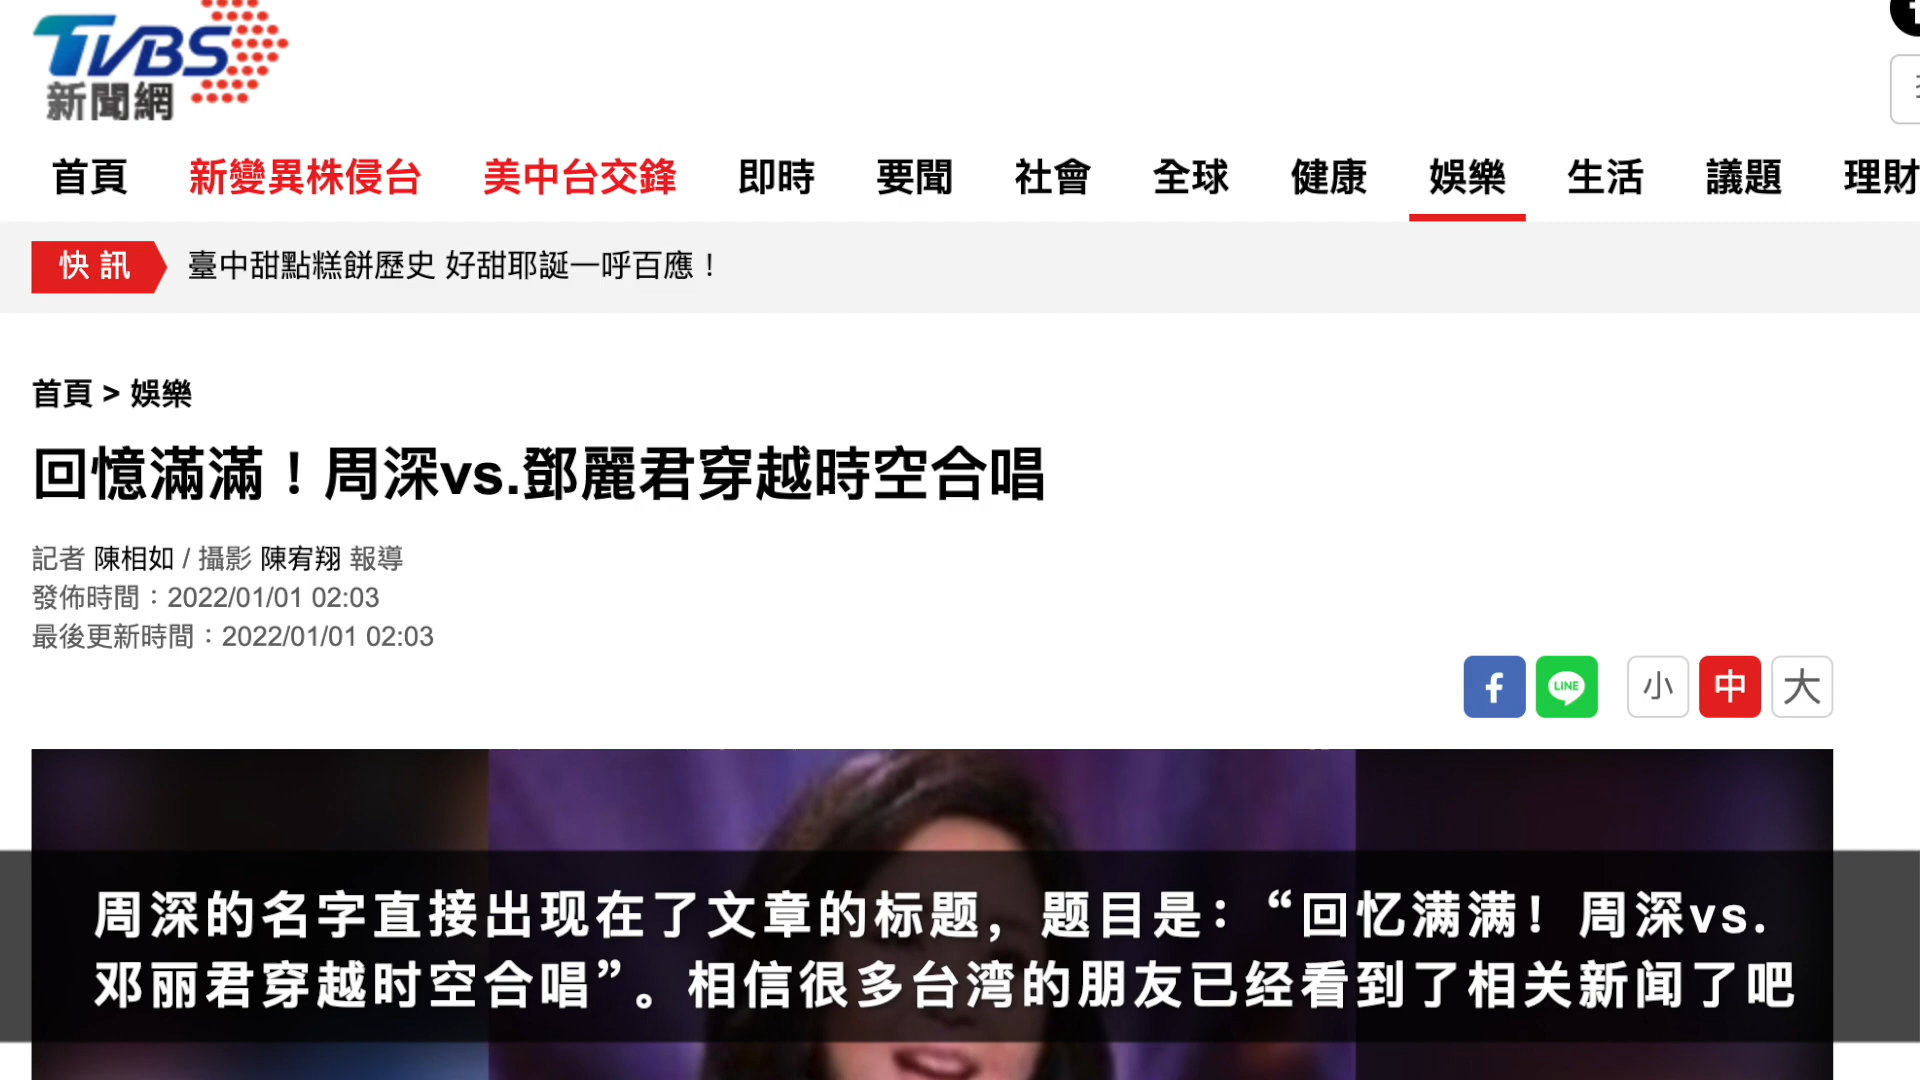 TVBS
新聞網
首頁 新變異株侵台 美中台交鋒 即時 要聞 社會 全球 健康 娛樂 生活 議題 理財
快訊 臺中甜點糕餅歷史 好甜耶誕一呼百應！
首頁 > 娛樂
回憶滿滿！周深vs.鄧麗君穿越時空合唱
記者 陳相如 / 攝影 陳宥翔 報導
發佈時間：2022/01/01 02:03
最後更新時間：2022/01/01 02:03
LINE 小 中 大
周深的名字直接出现在了文章的标题，题目是：“回忆满满！周深vs.
邓丽君穿越时空合唱”。相信很多台湾的朋友已经看到了相关新闻了吧